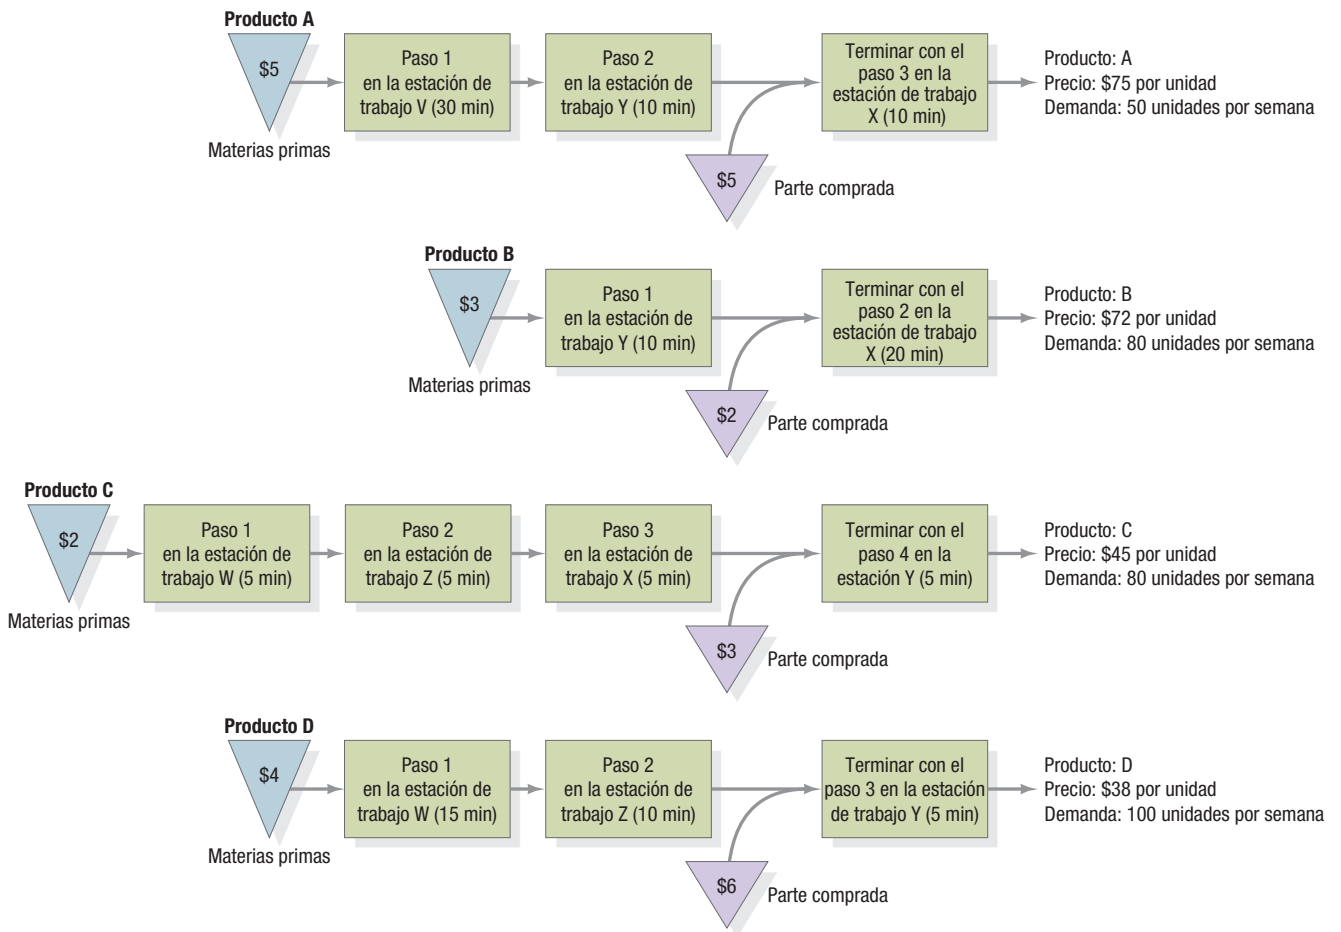 Producto A
$5
Materias primas
Paso 1
en la estación de
trabajo V (30 min)
Paso 2
en la estación de
trabajo Y (10 min)
$5
Parte comprada
Terminar con el
paso 3 en la
estación de trabajo
X (10 min)
Producto: A
Precio: $75 por unidad
Demanda: 50 unidades por semana
Producto B
$3
Materias primas
Paso 1
en la estación de
trabajo Y (10 min)
$2
Parte comprada
Terminar con el
paso 2 en la
estación de trabajo
X (20 min)
Producto: B
Precio: $72 por unidad
Demanda: 80 unidades por semana
Producto C
$2
Materias primas
Paso 1
en la estación de
trabajo W (5 min)
Paso 2
en la estación de
trabajo Z (5 min)
Paso 3
en la estación de
trabajo X (5 min)
$3
Parte comprada
Terminar con el
paso 4 en la
estación Y (5 min)
Producto: C
Precio: $45 por unidad
Demanda: 80 unidades por semana
Producto D
$4
Materias primas
Paso 1
en la estación de
trabajo W (15 min)
Paso 2
en la estación de
trabajo Z (10 min)
$6
Parte comprada
Terminar con el
paso 3 en la estación
de trabajo Y (5 min)
Producto: D
Precio: $38 por unidad
Demanda: 100 unidades por semana